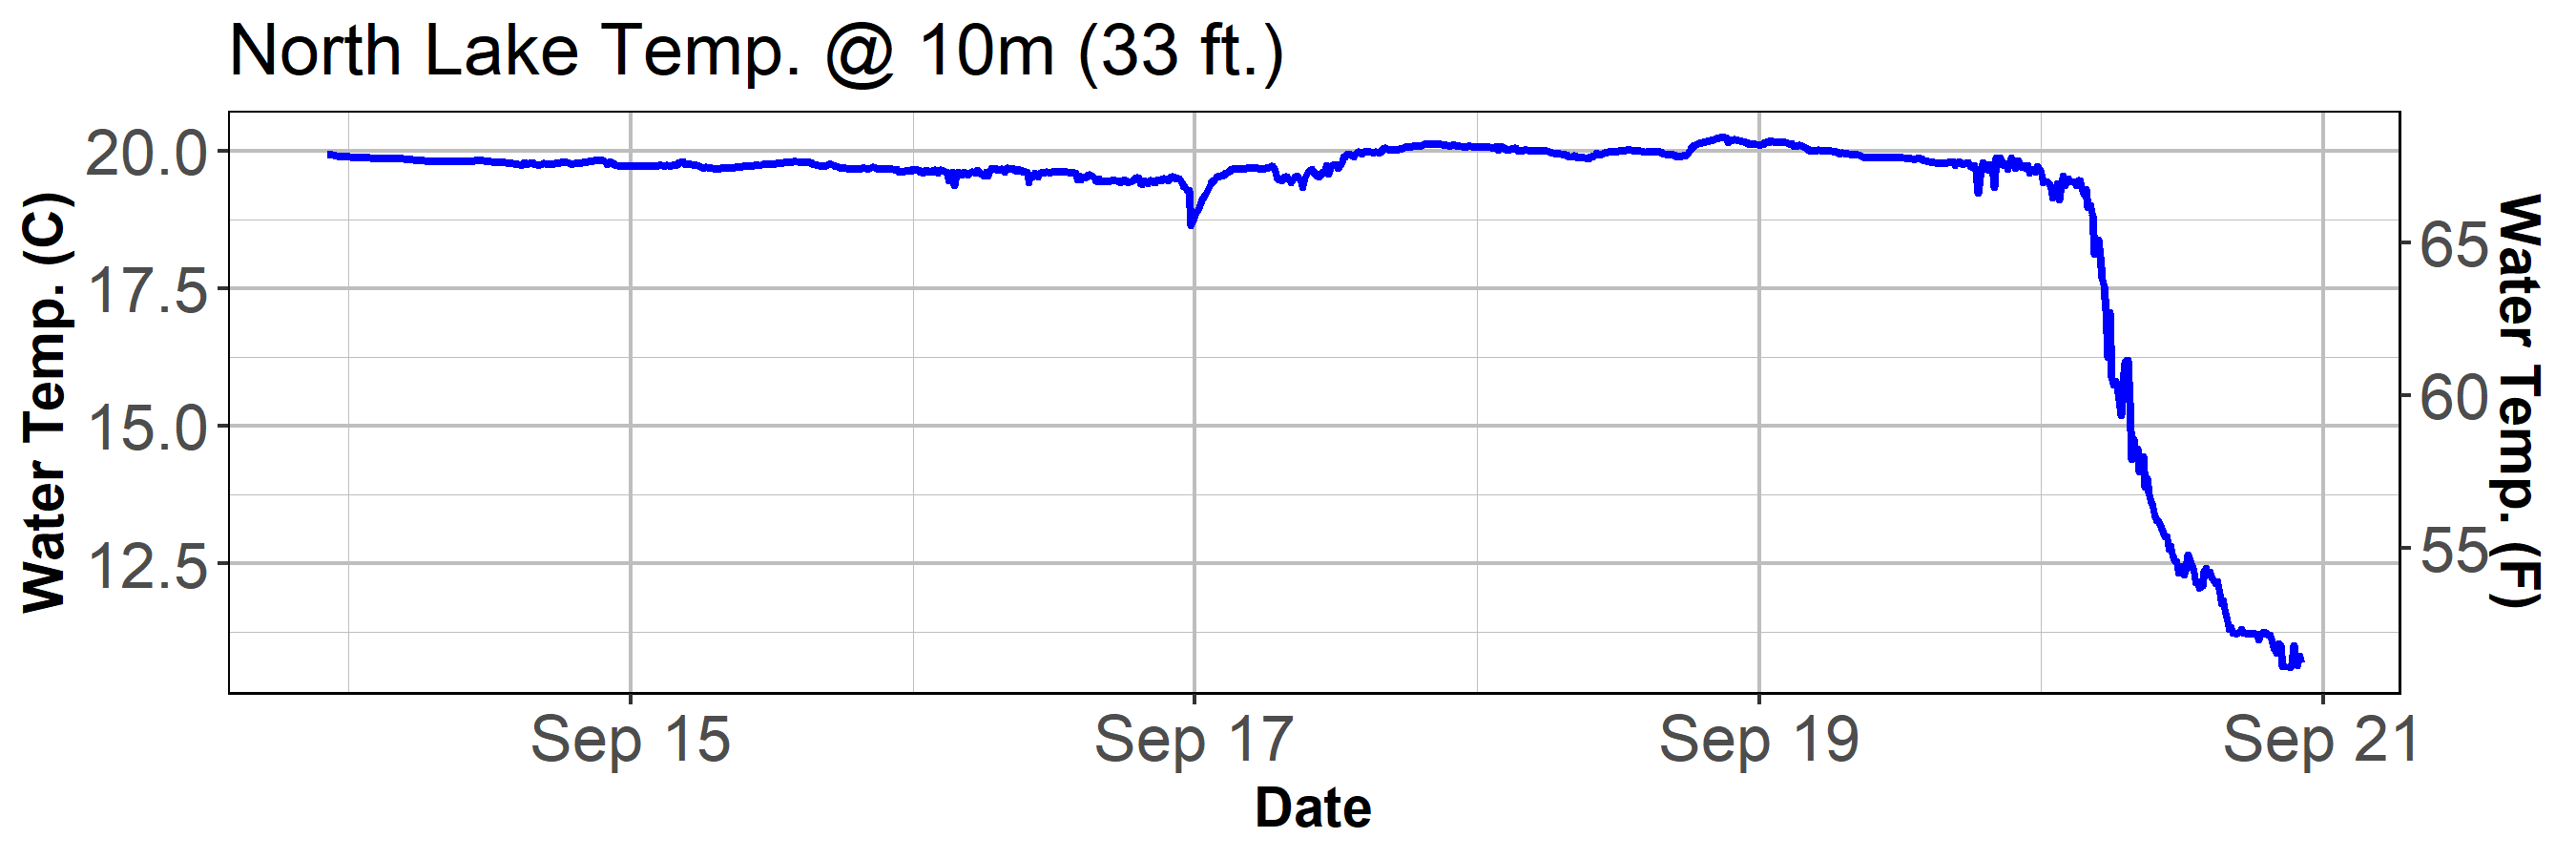 North Lake Temp. @ 10m (33 ft.)
Water Temp. (C)
20.0
17.5
15.0
12.5
65
60
55
Water Temp. (F)
Sep 15
Sep 17
Sep 19
Sep 21
Date